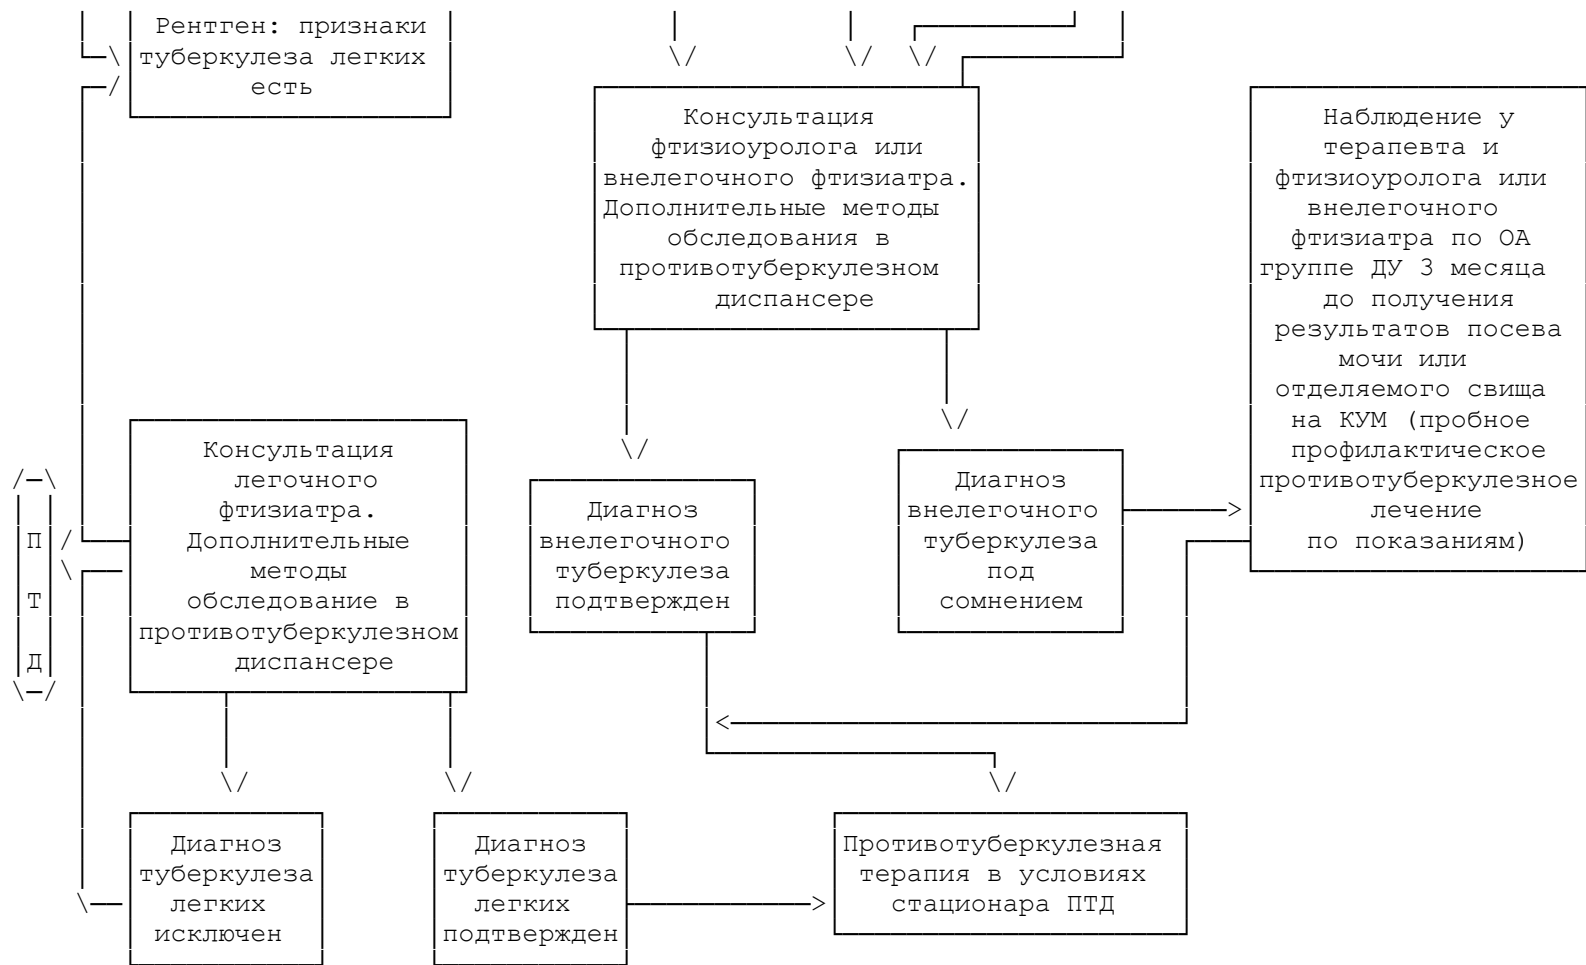 Рентген: признаки
туберкулеза легких
есть
Консультация
фтизиоуролога или
внелегочного фтизиатра.
Дополнительные методы
обследования в
противотуберкулезном
диспансере
Наблюдение у
терапевта и
фтизиоуролога или
внелегочного
фтизиатра по ОА
группе ДУ 3 месяца
до получения
результатов посева
мочи или
отделяемого свища
на КУМ (пробное
профилактическое
противотуберкулезное
лечение
по показаниям)
П
Т
Д
Консультация
легочного
фтизиатра.
Дополнительные
методы
обследование в
противотуберкулезном
диспансере
Диагноз
внелегочного
туберкулеза
подтвержден
Диагноз
внелегочного
туберкулеза
под
сомнением
Диагноз
туберкулеза
легких
исключен
Диагноз
туберкулеза
легких
подтвержден
Противотуберкулезная
терапия в условиях
стационара ПТД